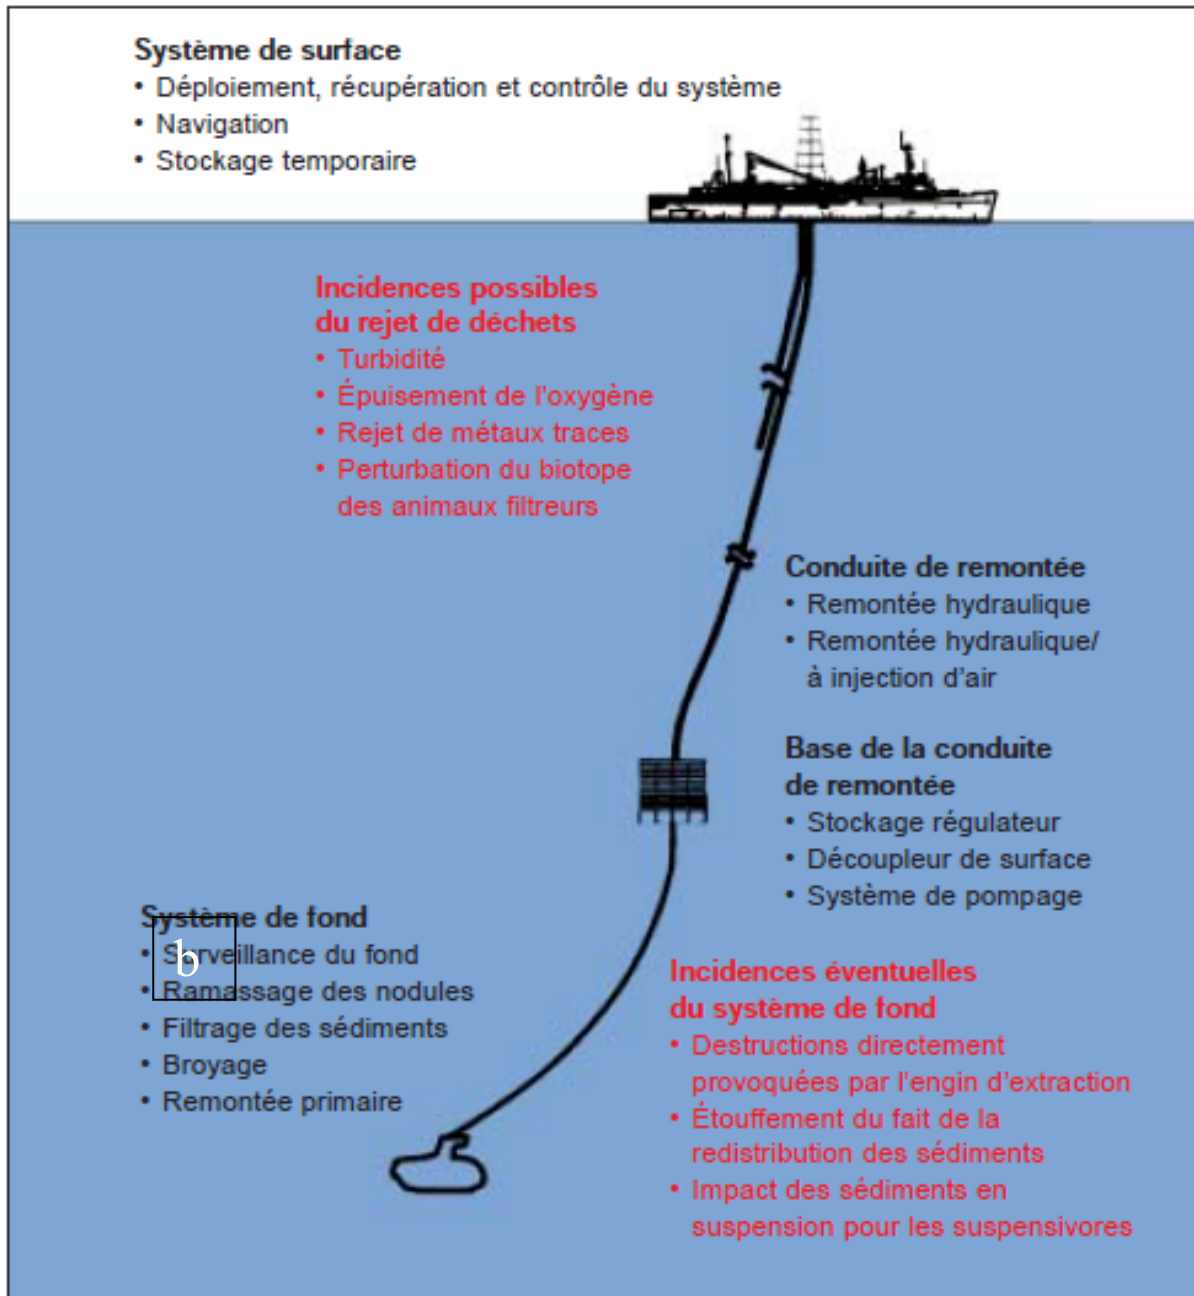 Système de surface
• Déploiement, récupération et contrôle du système
• Navigation
• Stockage temporaire
Incidences possibles
du rejet de déchets
• Turbidité
• Épuisement de l'oxygène
• Rejet de métaux traces
• Perturbation du biotope
des animaux filtreurs
Conduite de remontée
• Remontée hydraulique
• Remontée hydraulique/
à injection d'air
Base de la conduite
de remontée
• Stockage régulateur
• Découpleur de surface
• Système de pompage
Système de fond
• Surveillance du fond
b
• Ramassage des nodules
• Filtrage des sédiments
• Broyage
• Remontée primaire
Incidences éventuelles
du système de fond
• Destructions directement
provoquées par l'engin d'extraction
• Étouffement du fait de la
redistribution des sédiments
• Impact des sédiments en
suspension pour les suspensivores